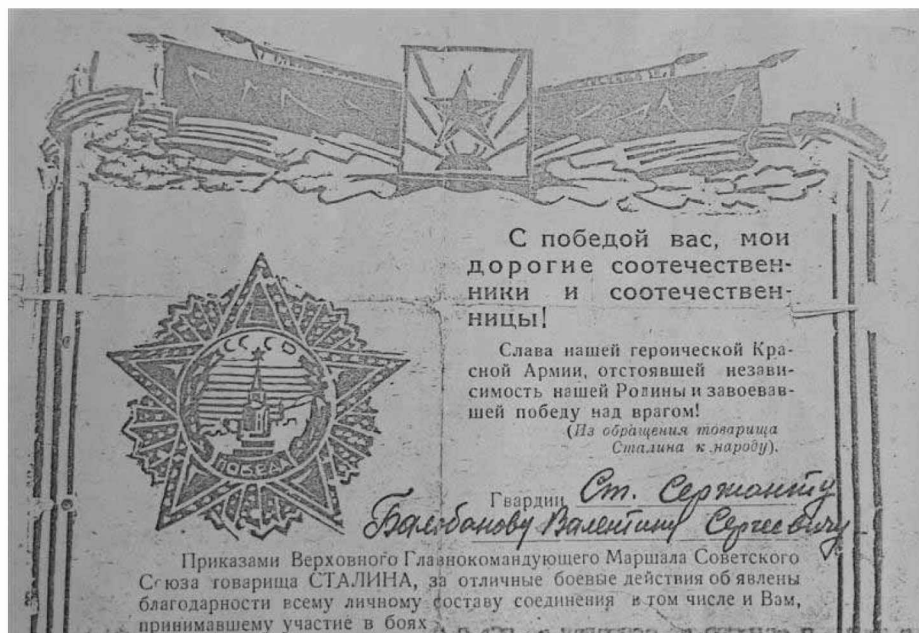 СССР
ПОБЕДА
С победой вас, мои
дорогие соотечествен-
ники и соотечествен-
ницы!
Слава нашей героической Кра-
сной Армии, отстоявшей незави-
симость нашей Родины и завоевав-
шей победу над врагом!
(Из обращения товарища
Сталина к народу).
Гвардии Ст. Сержанту
Балобанову Валентину Сергеевичу
Приказами Верховного Главнокомандующего Маршала Советского
Союза товарища СТАЛИНА, за отличные боевые действия объявлены
благодарности всему личному составу соединения в том числе и Вам,
принимавшему участие в боях